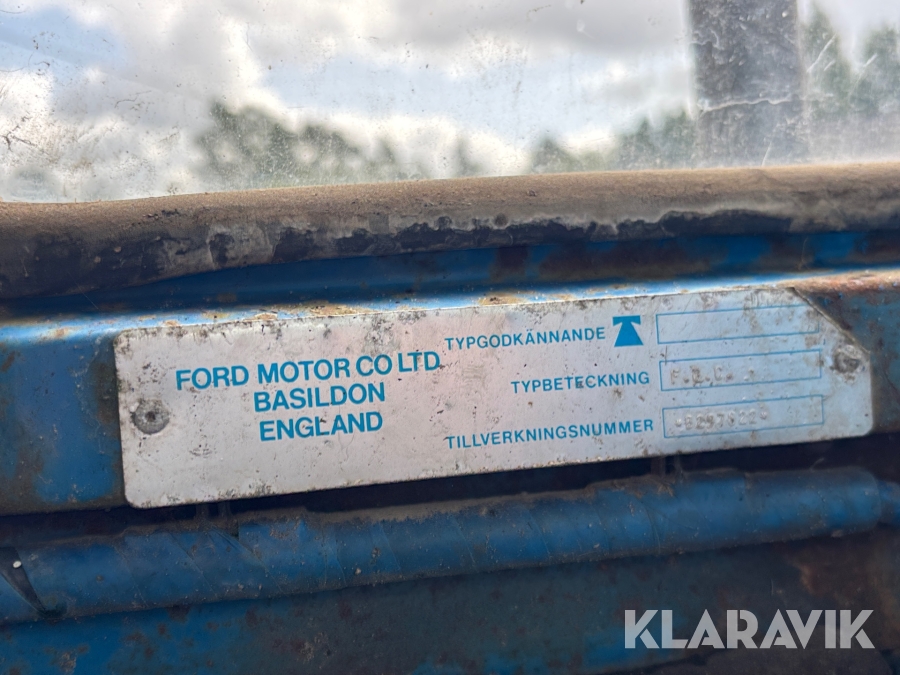 FORD MOTOR CO LTD
BASILDON
ENGLAND
TYPGODKÄNNANDE
TYPBETECKNING
TILLVERKNINGSNUMMER
KLARAVIK